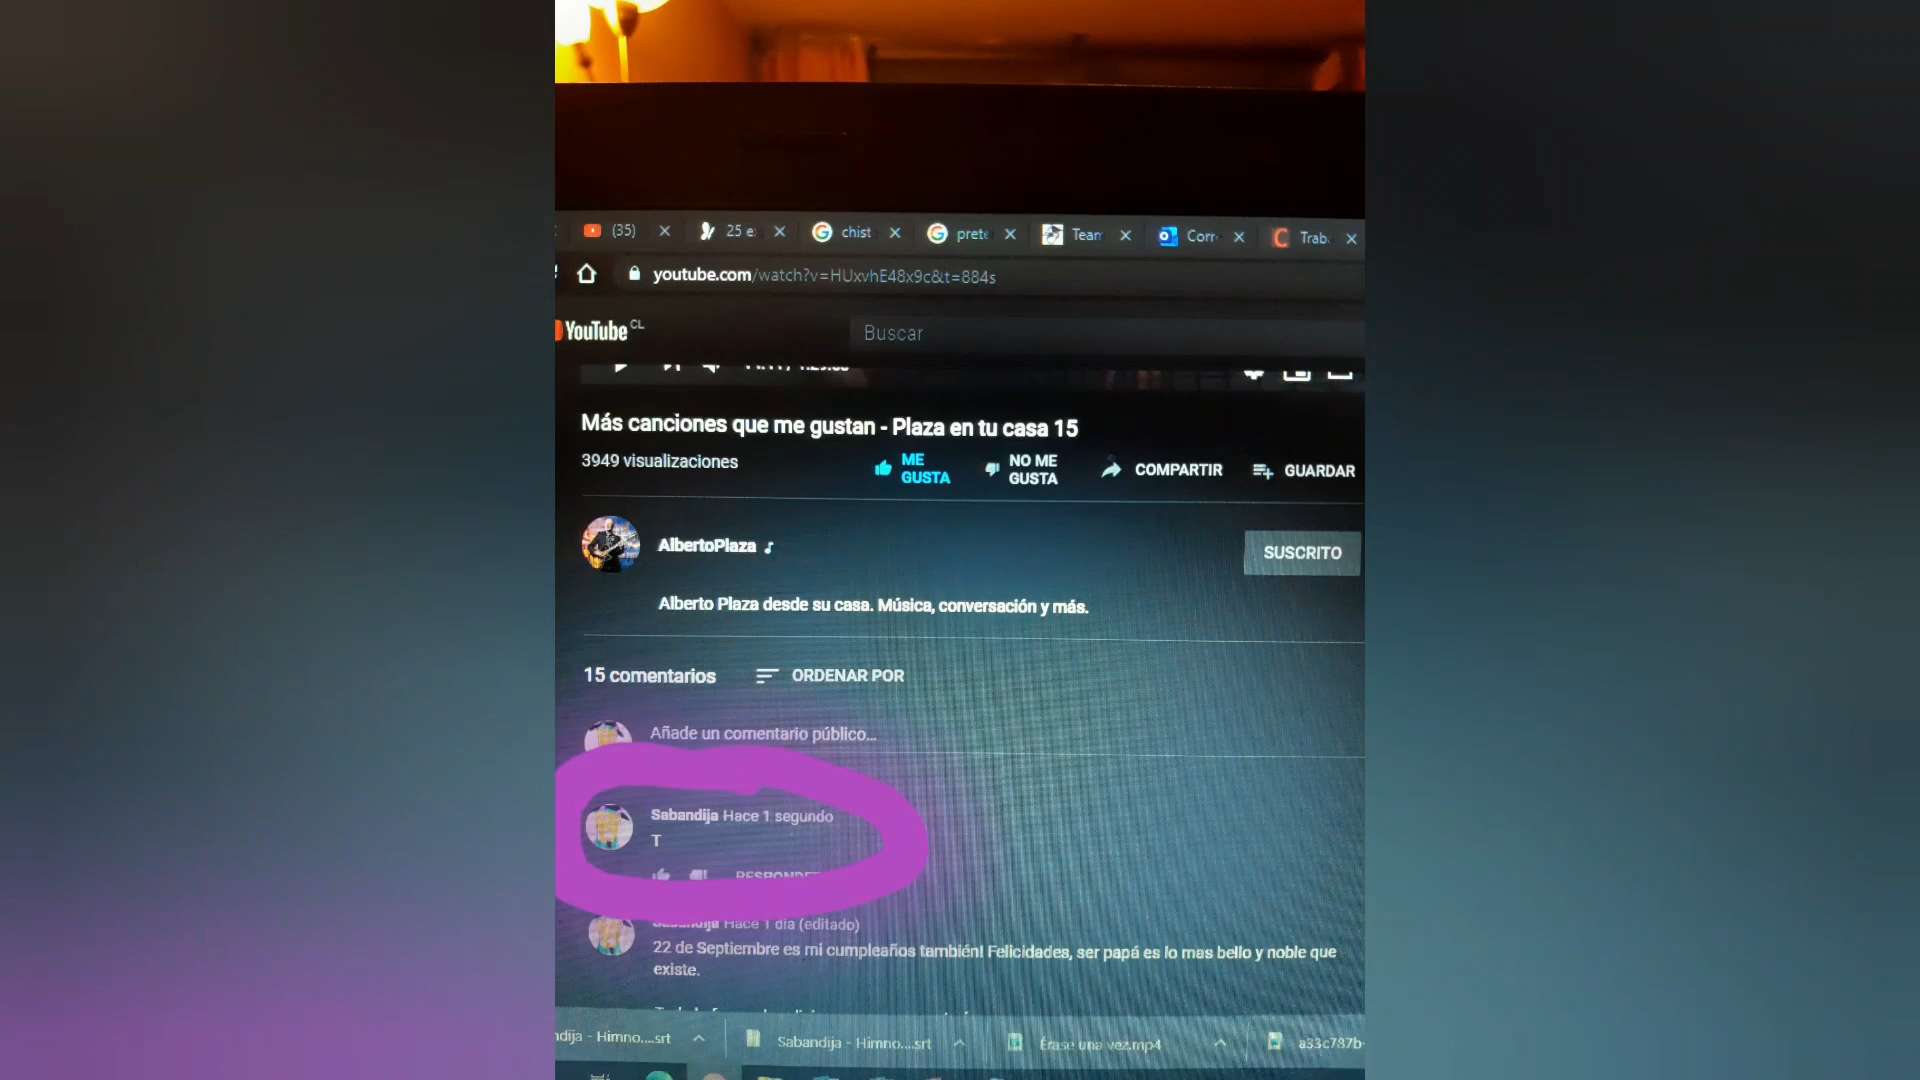 (35)
25 e
chist
prete
Team
Corr
Trab
youtube.com/watch?v=HUxvhE48x9c&t=884s
YouTube CL
Buscar
Más canciones que me gustan - Plaza en tu casa 15
3949 visualizaciones
ME
GUSTA
NO ME
GUSTA
COMPARTIR
GUARDAR
AlbertoPlaza
SUSCRITO
Alberto Plaza desde su casa. Música, conversación y más.
15 comentarios
ORDENAR POR
Añade un comentario público...
Sabandija Hace 1 segundo
T
RESPONDER
Sabandija Hace 1 día (editado)
22 de Septiembre es mi cumpleaños también! Felicidades, ser papá es lo mas bello y noble que
existe.
ndija - Himno....srt
Sabandija - Himno....srt
Érase una vez.mp4
a33c787b-